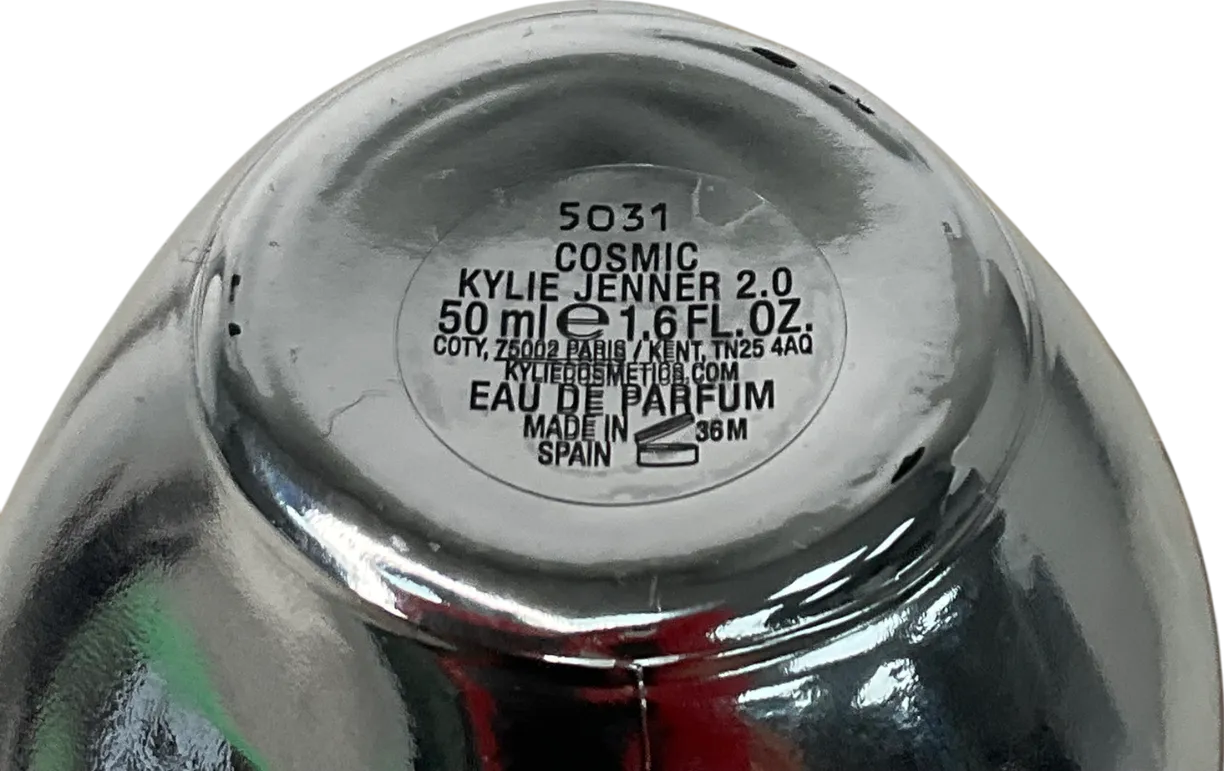 5031
COSMIC
KYLIE JENNER 2.0
50 ml ℮ 1.6 FL.OZ.
COTY, 75002 PARIS / KENT, TN25 4AQ
KYLIECOSMETICS.COM
EAU DE PARFUM
MADE IN
SPAIN
36M